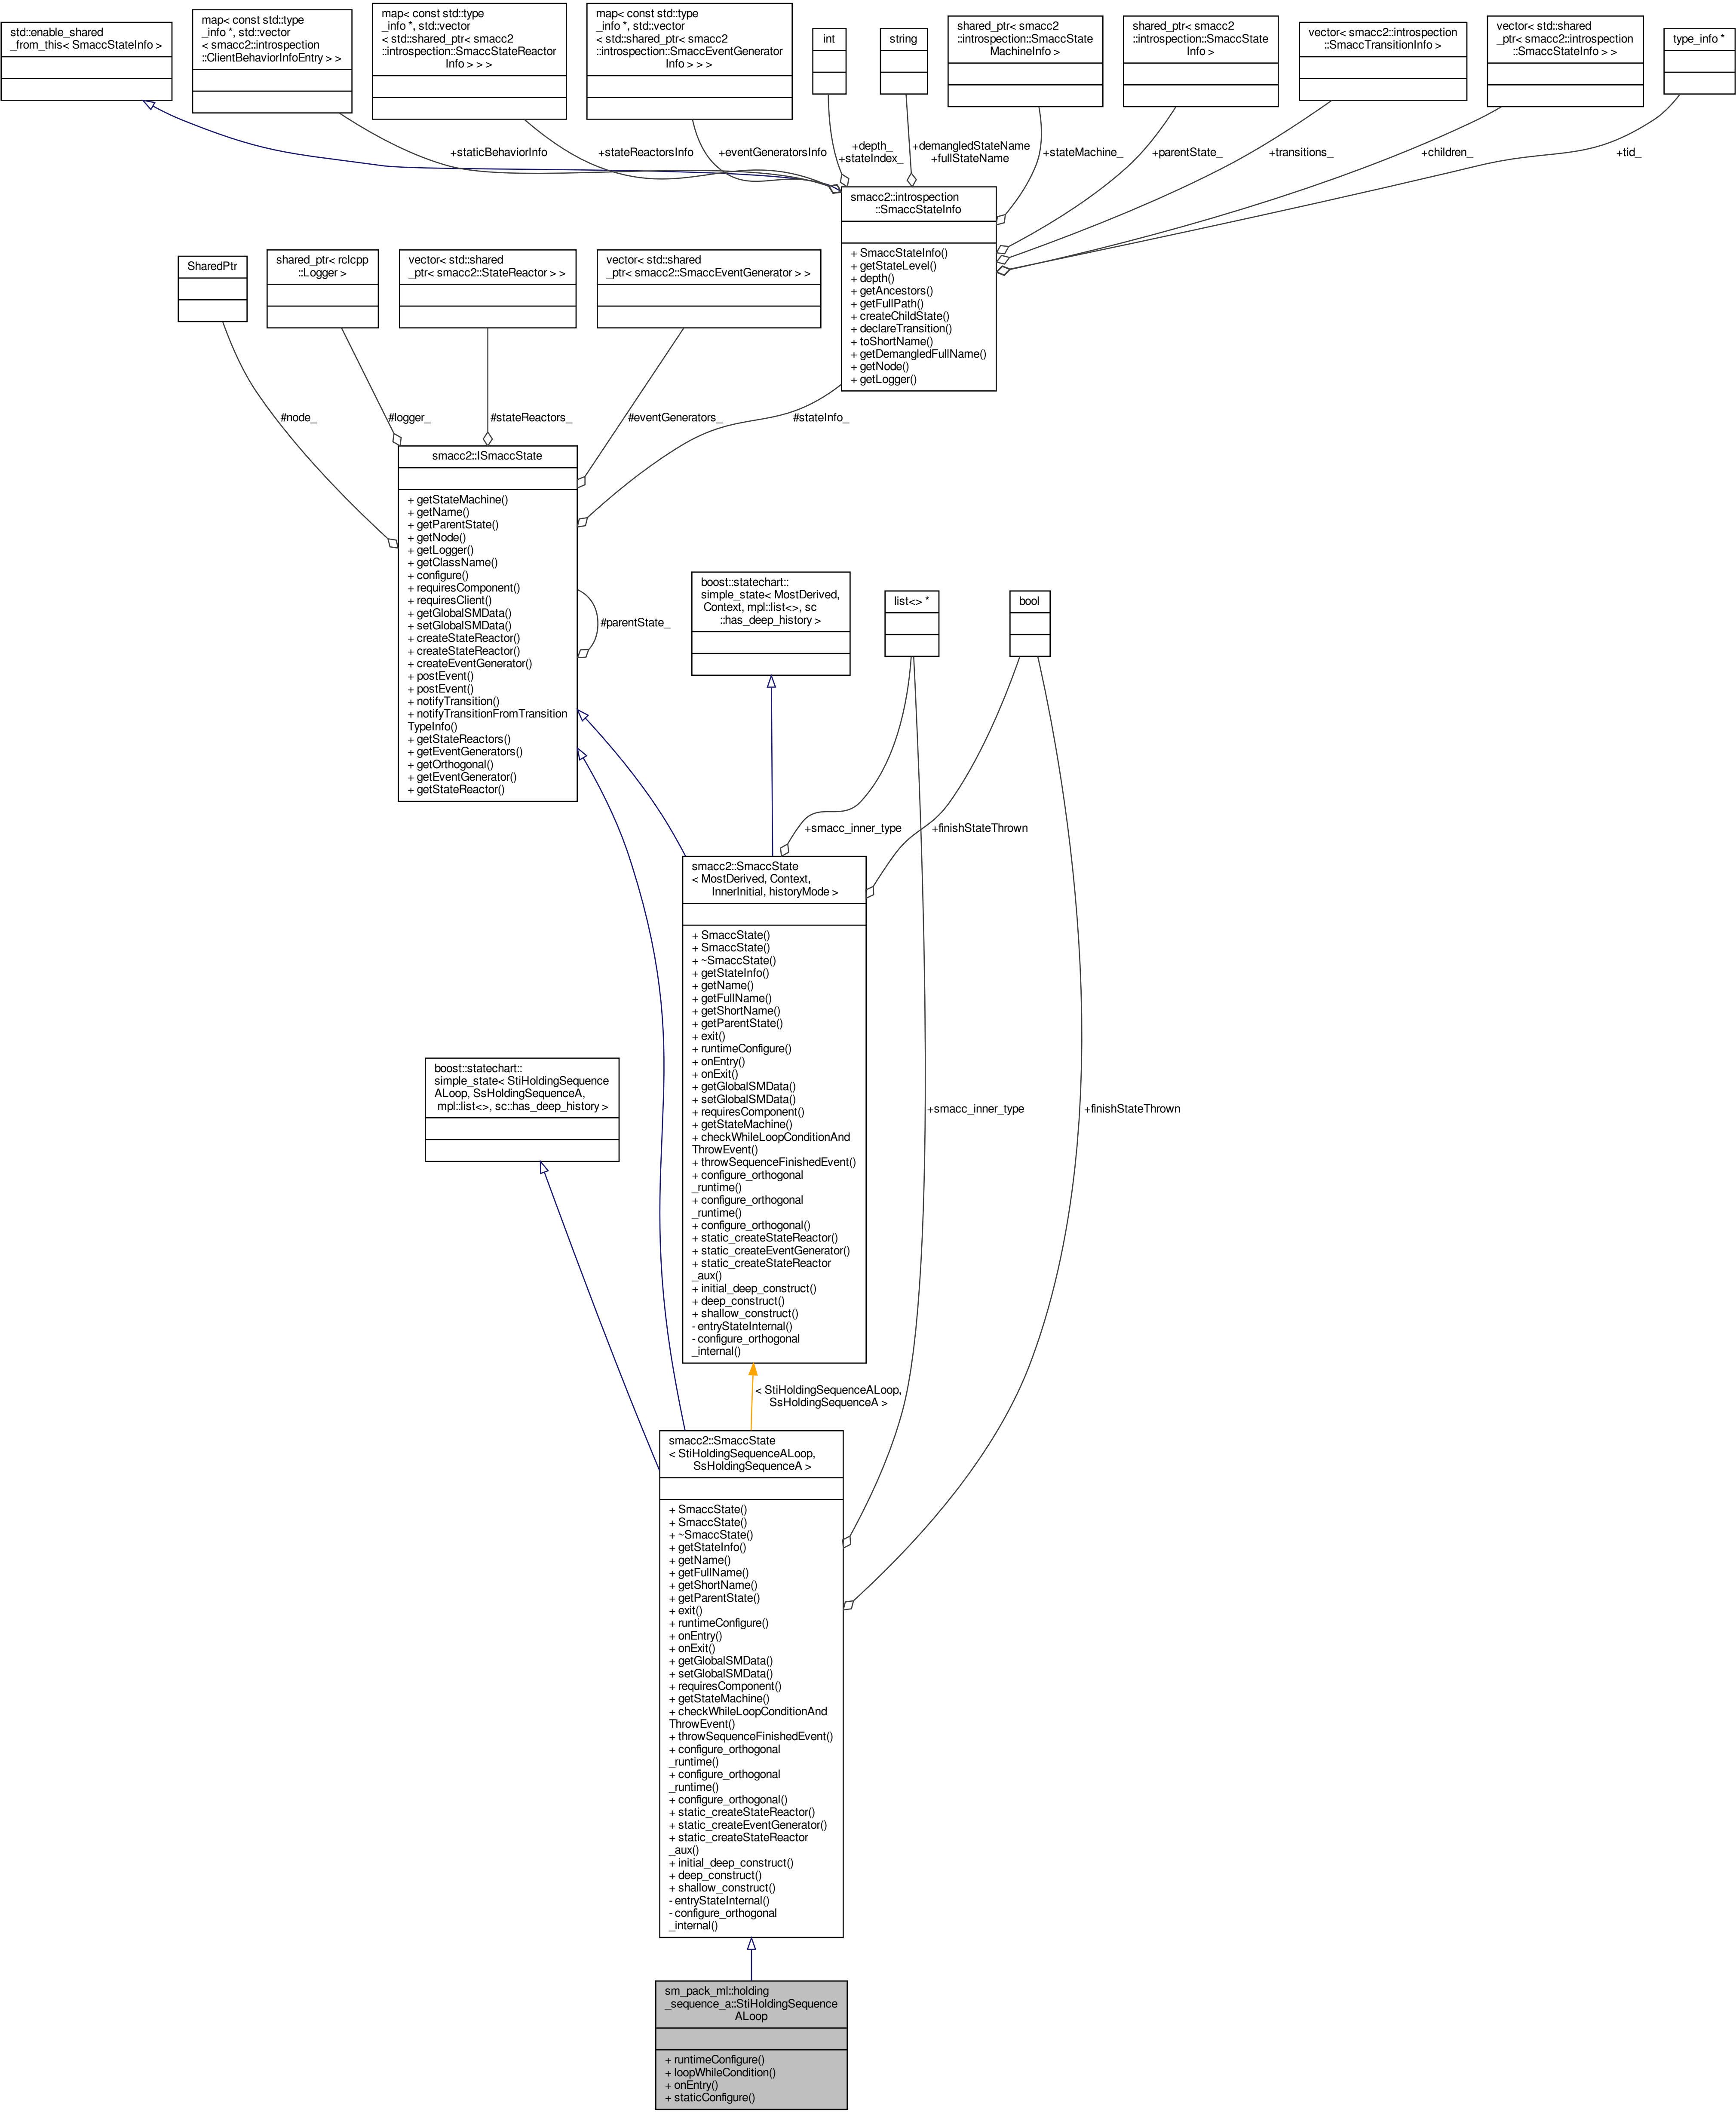 std::enable_shared
_from_this< SmaccStateInfo >
map< const std::type
_info *, std::vector
< smacc2::introspection
::ClientBehaviorInfoEntry > >
map< const std::type
_info *, std::vector
< std::shared_ptr< smacc2
::introspection::SmaccStateReactor
Info > > >
map< const std::type
_info *, std::vector
< std::shared_ptr< smacc2
::introspection::SmaccEventGenerator
Info > > >
int
string
shared_ptr< smacc2
::introspection::SmaccState
MachineInfo >
shared_ptr< smacc2
::introspection::SmaccState
Info >
vector< smacc2::introspection
::SmaccTransitionInfo >
vector< std::shared
_ptr< smacc2::introspection
::SmaccStateInfo > >
type_info *
+staticBehaviorInfo
+stateReactorsInfo
+eventGeneratorsInfo
+depth_
+stateIndex_
+demangledStateName
+fullStateName
+stateMachine_
+parentState_
+transitions_
+children_
+tid_
smacc2::introspection
::SmaccStateInfo
+ SmaccStateInfo()
+ getStateLevel()
+ depth()
+ getAncestors()
+ getFullPath()
+ createChildState()
+ declareTransition()
+ toShortName()
+ getDemangledFullName()
+ getNode()
+ getLogger()
SharedPtr
shared_ptr< rclcpp
::Logger >
vector< std::shared
_ptr< smacc2::StateReactor > >
vector< std::shared
_ptr< smacc2::SmaccEventGenerator > >
#node_
#logger_
#stateReactors_
#eventGenerators_
#stateInfo_
smacc2::ISmaccState
+ getStateMachine()
+ getName()
+ getParentState()
+ getNode()
+ getLogger()
+ getClassName()
+ configure()
+ requiresComponent()
+ requiresClient()
+ getGlobalSMData()
+ setGlobalSMData()
+ createStateReactor()
+ createStateReactor()
+ createEventGenerator()
+ postEvent()
+ postEvent()
+ notifyTransition()
+ notifyTransitionFromTransition
TypeInfo()
+ getStateReactors()
+ getEventGenerators()
+ getOrthogonal()
+ getEventGenerator()
+ getStateReactor()
#parentState_
boost::statechart::
simple_state< MostDerived,
Context, mpl::list<>, sc
::has_deep_history >
list<> *
bool
+smacc_inner_type
+finishStateThrown
smacc2::SmaccState
< MostDerived, Context,
InnerInitial, historyMode >
+ SmaccState()
+ SmaccState()
+ ~SmaccState()
+ getStateInfo()
+ getName()
+ getFullName()
+ getShortName()
+ getParentState()
+ exit()
+ runtimeConfigure()
+ onEntry()
+ onExit()
+ getGlobalSMData()
+ setGlobalSMData()
+ requiresComponent()
+ getStateMachine()
+ checkWhileLoopConditionAnd
ThrowEvent()
+ throwSequenceFinishedEvent()
+ configure_orthogonal
_runtime()
+ configure_orthogonal
_runtime()
+ configure_orthogonal()
+ static_createStateReactor()
+ static_createEventGenerator()
+ static_createStateReactor
_aux()
+ initial_deep_construct()
+ deep_construct()
+ shallow_construct()
- entryStateInternal()
- configure_orthogonal
_internal()
boost::statechart::
simple_state< StiHoldingSequence
ALoop, SsHoldingSequenceA,
mpl::list<>, sc::has_deep_history >
+smacc_inner_type
+finishStateThrown
< StiHoldingSequenceALoop,
SsHoldingSequenceA >
smacc2::SmaccState
< StiHoldingSequenceALoop,
SsHoldingSequenceA >
+ SmaccState()
+ SmaccState()
+ ~SmaccState()
+ getStateInfo()
+ getName()
+ getFullName()
+ getShortName()
+ getParentState()
+ exit()
+ runtimeConfigure()
+ onEntry()
+ onExit()
+ getGlobalSMData()
+ setGlobalSMData()
+ requiresComponent()
+ getStateMachine()
+ checkWhileLoopConditionAnd
ThrowEvent()
+ throwSequenceFinishedEvent()
+ configure_orthogonal
_runtime()
+ configure_orthogonal
_runtime()
+ configure_orthogonal()
+ static_createStateReactor()
+ static_createEventGenerator()
+ static_createStateReactor
_aux()
+ initial_deep_construct()
+ deep_construct()
+ shallow_construct()
- entryStateInternal()
- configure_orthogonal
_internal()
sm_pack_ml::holding
_sequence_a::StiHoldingSequence
ALoop
+ runtimeConfigure()
+ loopWhileCondition()
+ onEntry()
+ staticConfigure()